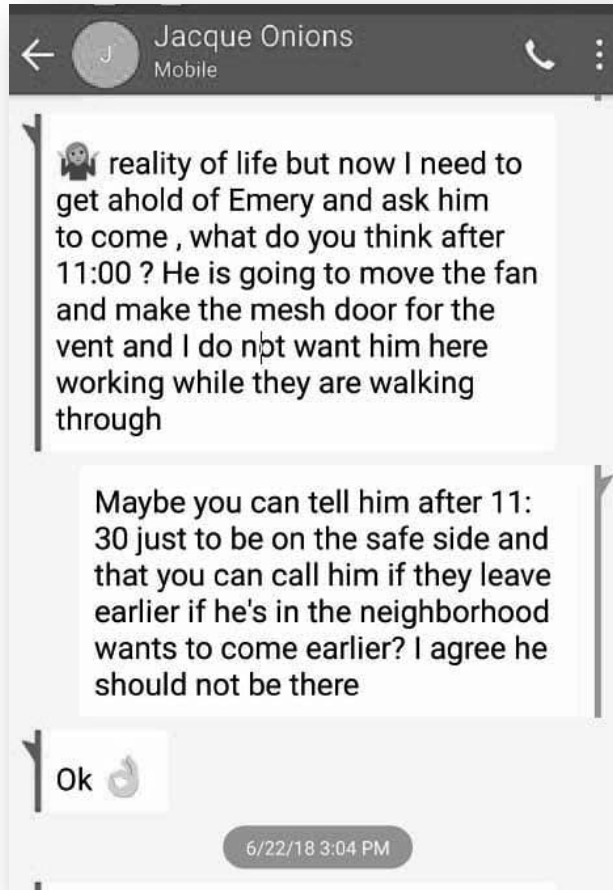 Jacque Onions
J
Mobile
🤷‍♀️ reality of life but now I need to
get ahold of Emery and ask him
to come , what do you think after
11:00 ? He is going to move the fan
and make the mesh door for the
vent and I do not want him here
working while they are walking
through
Maybe you can tell him after 11:
30 just to be on the safe side and
that you can call him if they leave
earlier if he's in the neighborhood
wants to come earlier? I agree he
should not be there
Ok 👌
6/22/18 3:04 PM